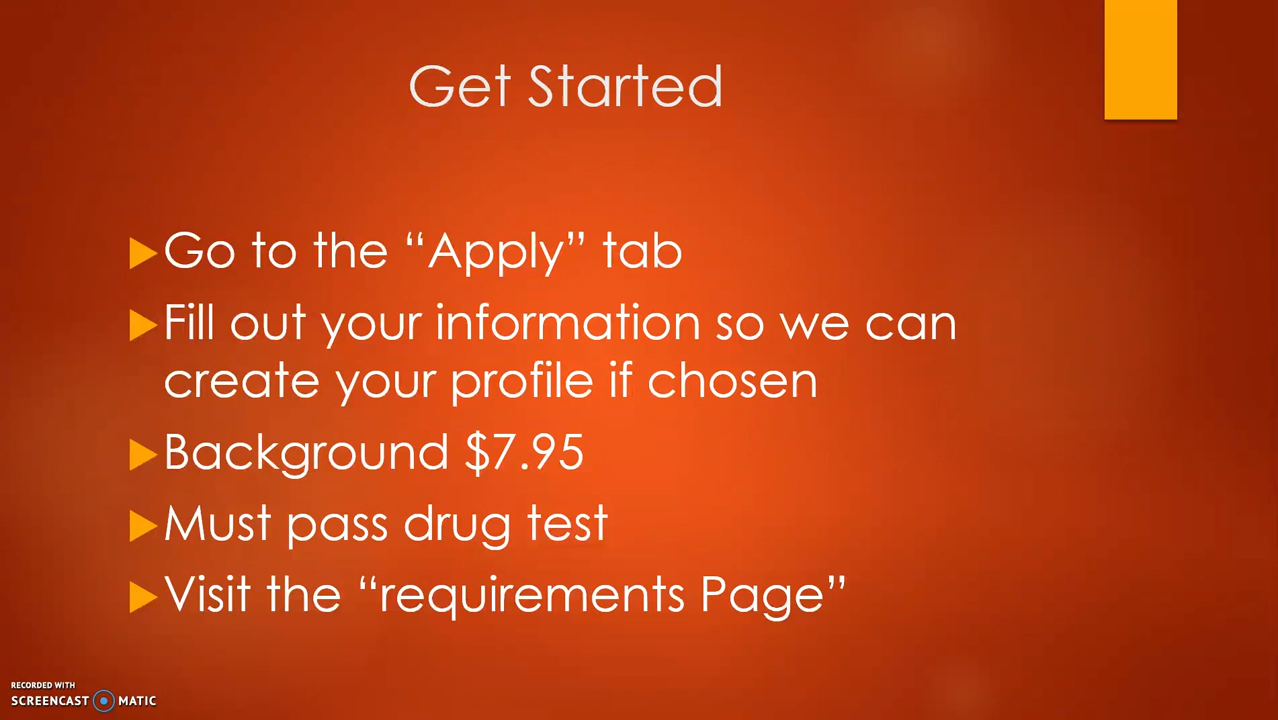 Get Started
Go to the “Apply” tab
Fill out your information so we can
create your profile if chosen
Background $7.95
Must pass drug test
Visit the “requirements Page”
RECORDED WITH
SCREENCAST MATIC